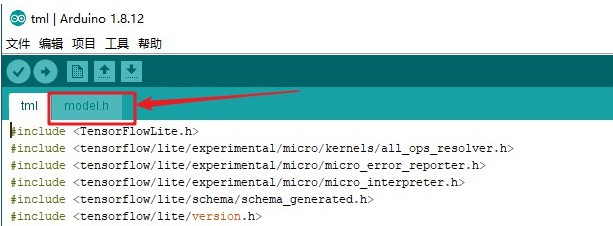 tml | Arduino 1.8.12
文件 编辑 项目 工具 帮助
tml model.h
#include <TensorFlowLite.h>
#include <tensorflow/lite/experimental/micro/kernels/all_ops_resolver.h>
#include <tensorflow/lite/experimental/micro/micro_error_reporter.h>
#include <tensorflow/lite/experimental/micro/micro_interpreter.h>
#include <tensorflow/lite/schema/schema_generated.h>
#include <tensorflow/lite/version.h>